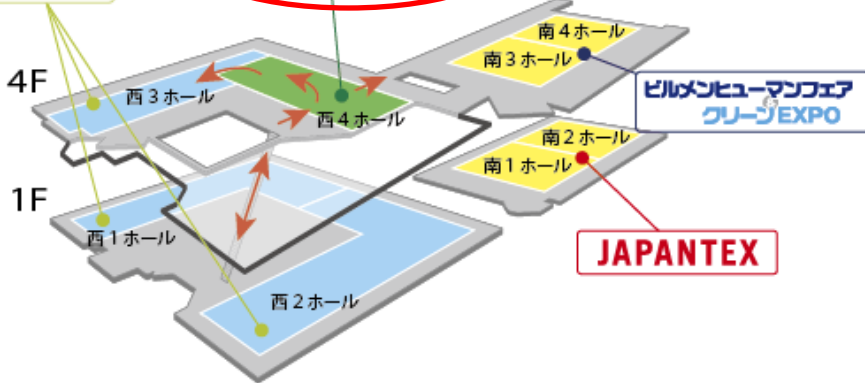 南4ホール
南3ホール
4F
西3ホール
西4ホール
ビルメンヒューマンフェア
&
クリーンEXPO
南2ホール
南1ホール
1F
西1ホール
JAPANTEX
西2ホール